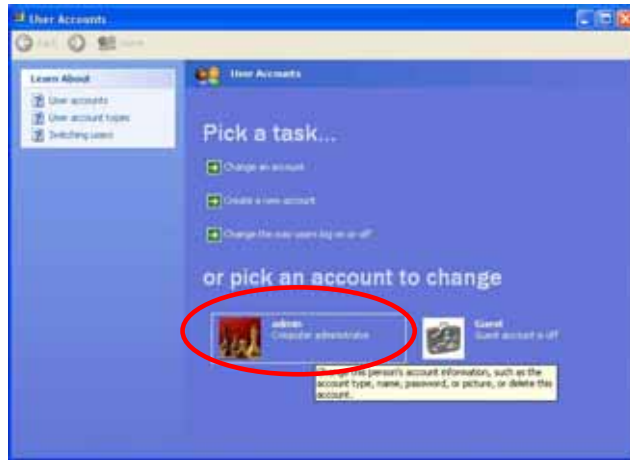 User Accounts
Back
Home
Learn About
User accounts
User account types
Switching users
User Accounts
Pick a task...
Change an account
Create a new account
Change the way users log on or off
or pick an account to change
admin
Computer administrator
Guest
Guest account is off
Change this person's account information, such as the
account type, name, password, or picture, or delete this
account.